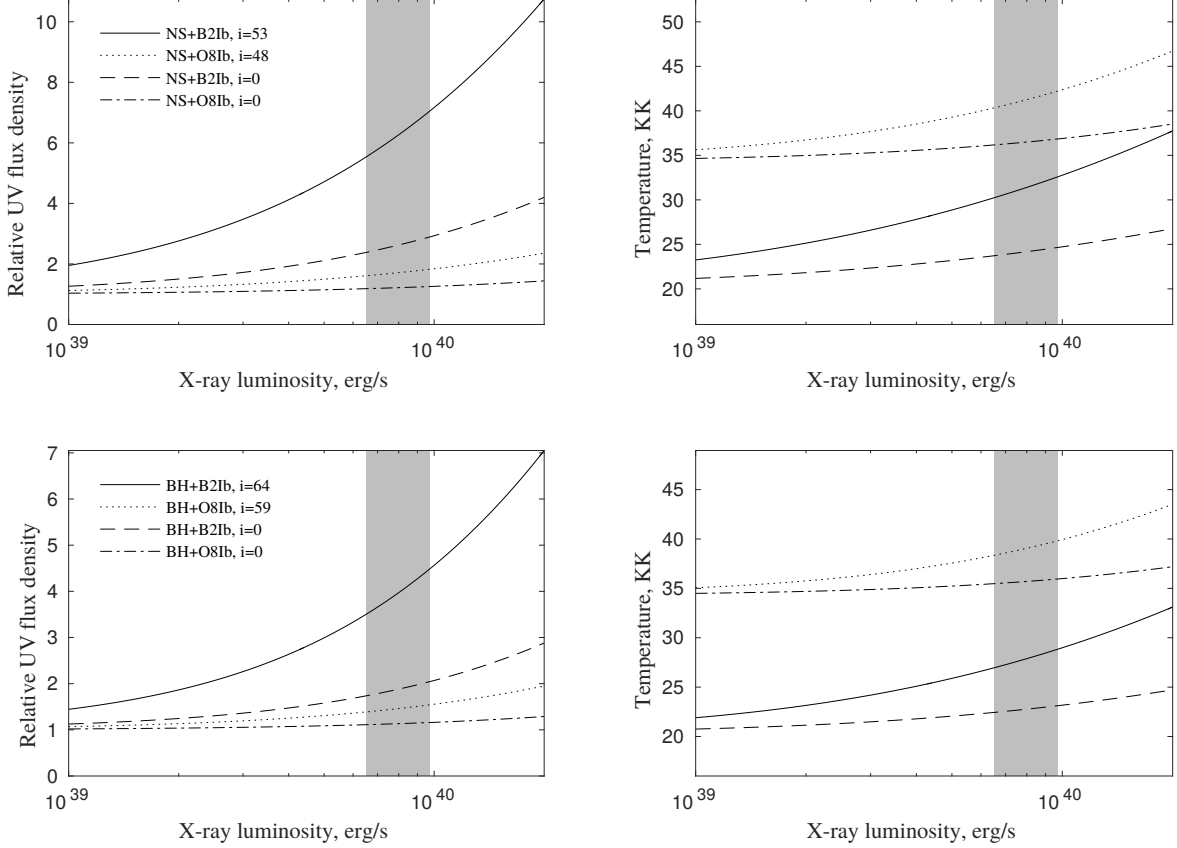 Relative UV flux density
10
8
6
4
2
0
NS+B2Ib, i=53
NS+O8Ib, i=48
NS+B2Ib, i=0
NS+O8Ib, i=0
10^39
10^40
X-ray luminosity, erg/s
Temperature, KK
50
45
40
35
30
25
20
10^39
10^40
X-ray luminosity, erg/s
Relative UV flux density
7
6
5
4
3
2
1
0
BH+B2Ib, i=64
BH+O8Ib, i=59
BH+B2Ib, i=0
BH+O8Ib, i=0
10^39
10^40
X-ray luminosity, erg/s
Temperature, KK
45
40
35
30
25
20
10^39
10^40
X-ray luminosity, erg/s